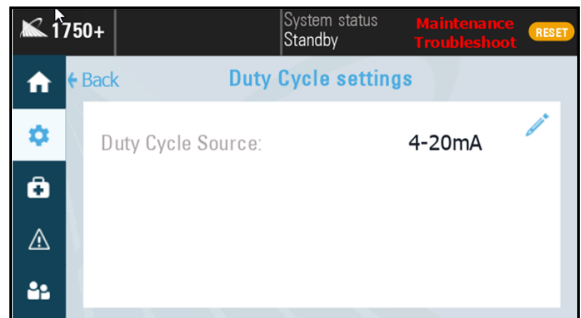 1750+
System status
Standby
Maintenance
Troubleshoot
RESET
Back
Duty Cycle settings
Duty Cycle Source:
4-20mA